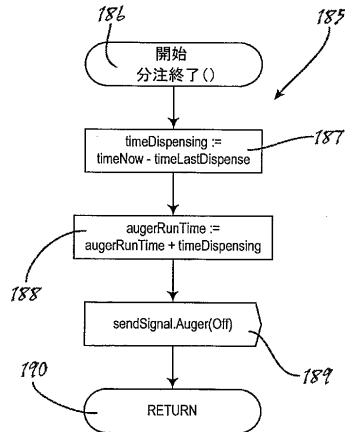 186
185
開始
分注終了()
timeDispensing :=
timeNow - timeLastDispense
187
augerRunTime :=
augerRunTime + timeDispensing
188
sendSignal.Auger(Off)
189
190
RETURN